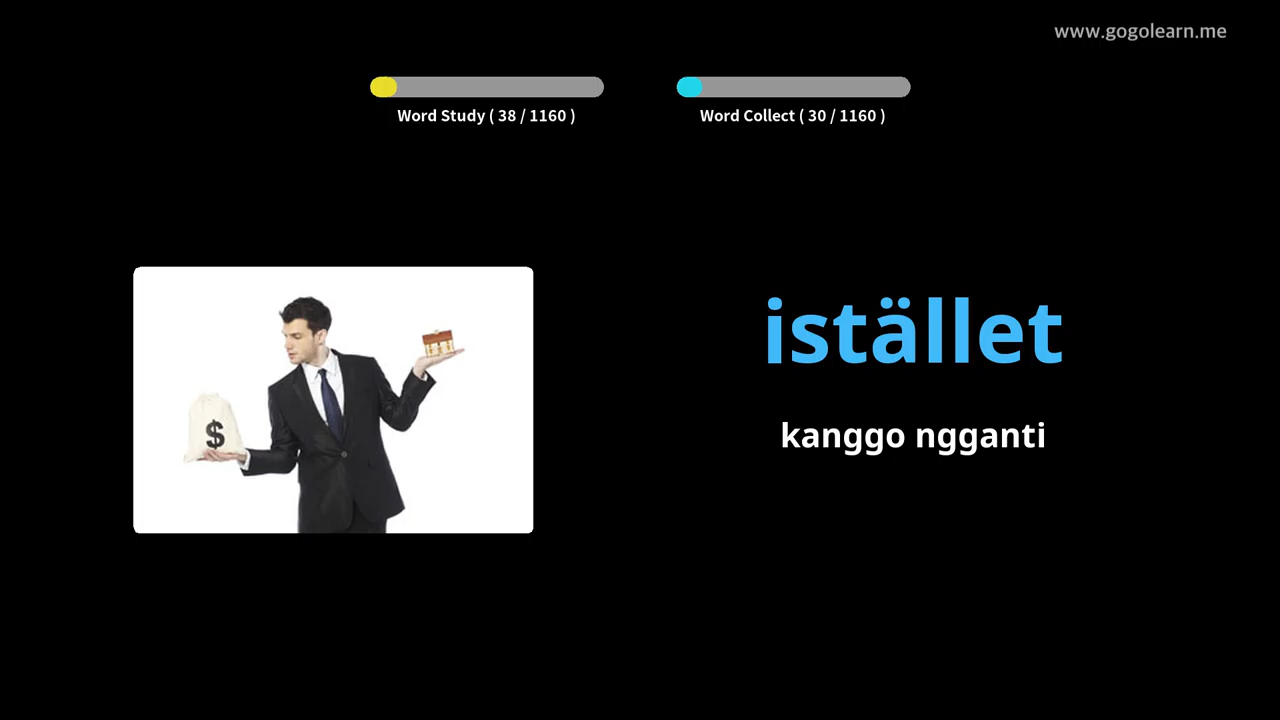 www.gogolearn.me
Word Study ( 38 / 1160 )
Word Collect ( 30 / 1160 )
$
istället
kanggo ngganti